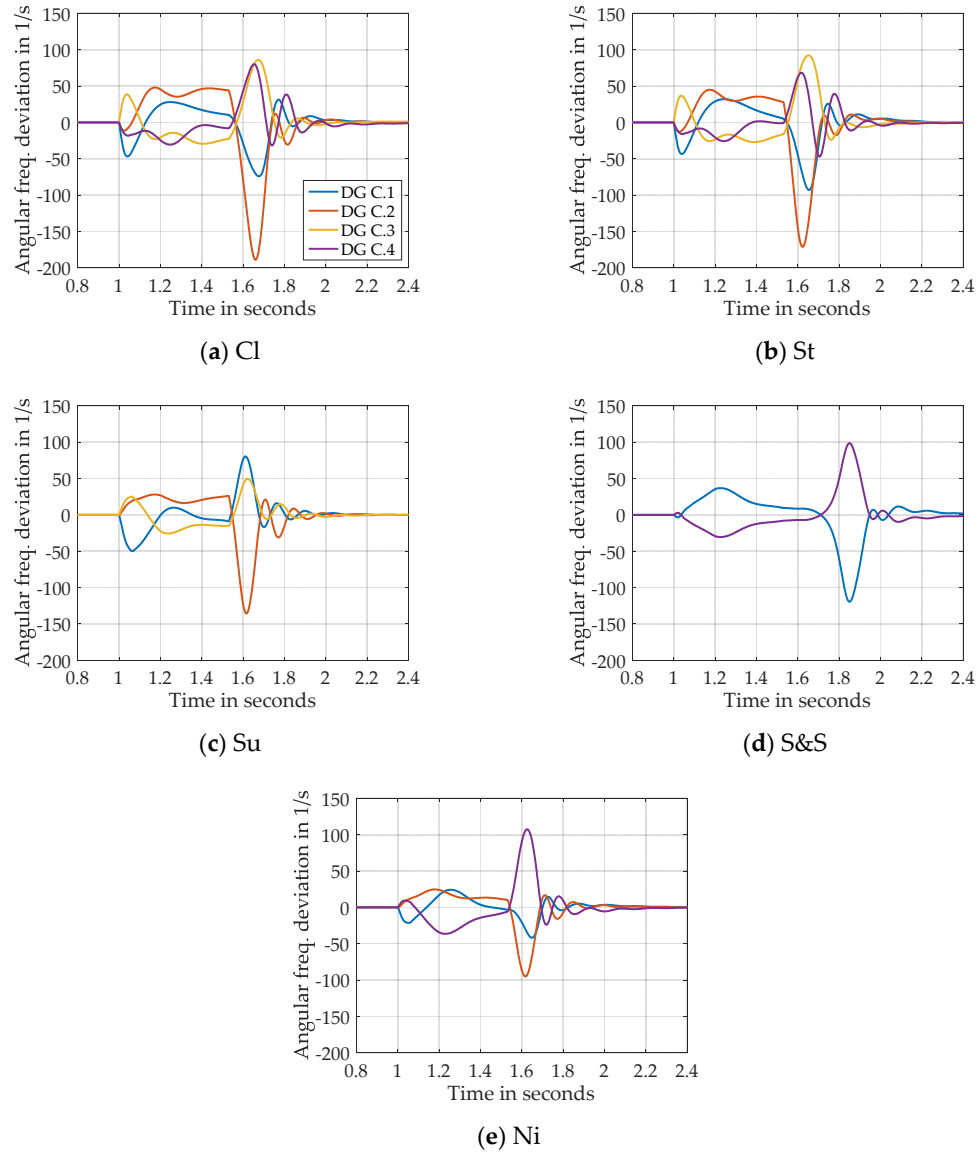 Angular freq. deviation in 1/s
150
100
50
0
-50
-100
-150
-200
DG C.1
DG C.2
DG C.3
DG C.4
0.8 1 1.2 1.4 1.6 1.8 2 2.2 2.4
Time in seconds
(a) Cl
Angular freq. deviation in 1/s
150
100
50
0
-50
-100
-150
-200
0.8 1 1.2 1.4 1.6 1.8 2 2.2 2.4
Time in seconds
(b) St
Angular freq. deviation in 1/s
150
100
50
0
-50
-100
-150
-200
0.8 1 1.2 1.4 1.6 1.8 2 2.2 2.4
Time in seconds
(c) Su
Angular freq. deviation in 1/s
150
100
50
0
-50
-100
-150
-200
0.8 1 1.2 1.4 1.6 1.8 2 2.2 2.4
Time in seconds
(d) S&S
Angular freq. deviation in 1/s
150
100
50
0
-50
-100
-150
-200
0.8 1 1.2 1.4 1.6 1.8 2 2.2 2.4
Time in seconds
(e) Ni